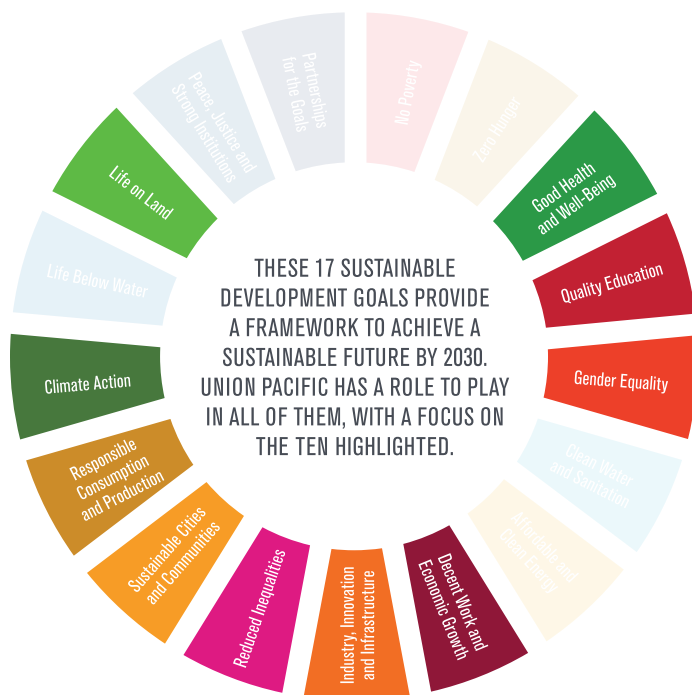 No Poverty
Zero Hunger
Good Health
and Well-Being
Quality Education
Gender Equality
Clean Water
and Sanitation
Affordable and
Clean Energy
Decent Work and
Economic Growth
Industry, Innovation
and Infrastructure
Reduced Inequalities
Sustainable Cities
and Communities
Responsible
Consumption
and Production
Climate Action
Life Below Water
Life on Land
Peace, Justice and
Strong Institutions
Partnerships
for the Goals
THESE 17 SUSTAINABLE
DEVELOPMENT GOALS PROVIDE
A FRAMEWORK TO ACHIEVE A
SUSTAINABLE FUTURE BY 2030.
UNION PACIFIC HAS A ROLE TO PLAY
IN ALL OF THEM, WITH A FOCUS ON
THE TEN HIGHLIGHTED.